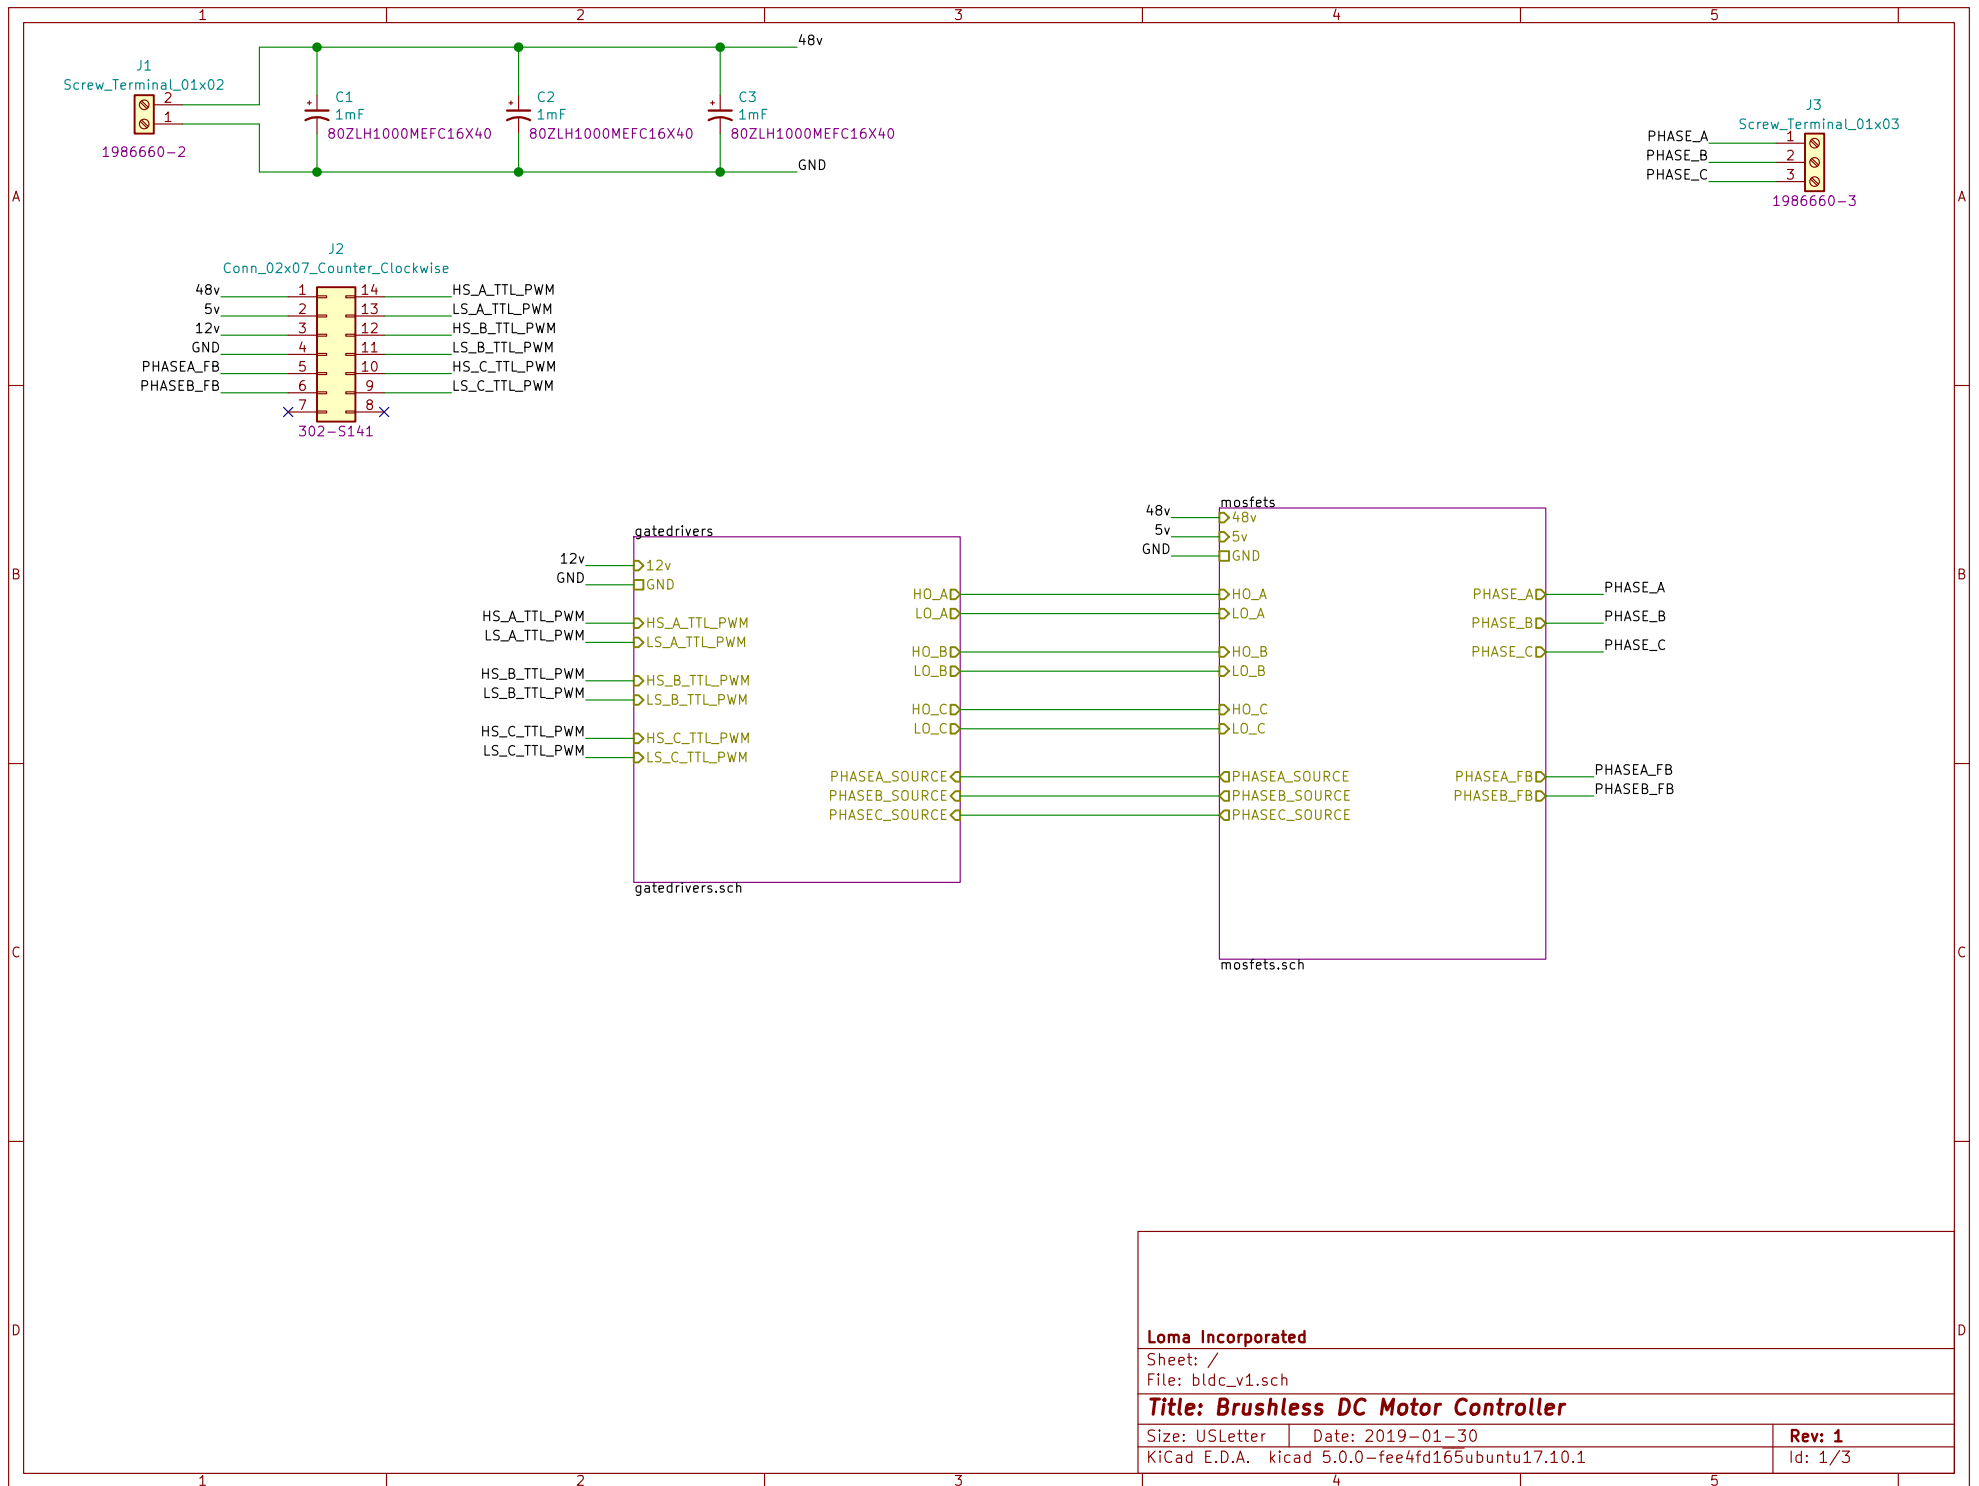 1 2 3 4 5
J1
Screw_Terminal_01x02
2
1
1986660-2
48v
+ C1
1mF
80ZLH1000MEFC16X40
+ C2
1mF
80ZLH1000MEFC16X40
+ C3
1mF
80ZLH1000MEFC16X40
GND
J3
Screw_Terminal_01x03
PHASE_A 1
PHASE_B 2
PHASE_C 3
1986660-3
A A
J2
Conn_02x07_Counter_Clockwise
48v 1 14 HS_A_TTL_PWM
5v 2 13 LS_A_TTL_PWM
12v 3 12 HS_B_TTL_PWM
GND 4 11 LS_B_TTL_PWM
PHASEA_FB 5 10 HS_C_TTL_PWM
PHASEB_FB 6 9 LS_C_TTL_PWM
7 8
302-S141
gatedrivers
12v 12v
GND GND
HS_A_TTL_PWM HS_A_TTL_PWM
LS_A_TTL_PWM LS_A_TTL_PWM
HS_B_TTL_PWM HS_B_TTL_PWM
LS_B_TTL_PWM LS_B_TTL_PWM
HS_C_TTL_PWM HS_C_TTL_PWM
LS_C_TTL_PWM LS_C_TTL_PWM
HO_A
LO_A
HO_B
LO_B
HO_C
LO_C
PHASEA_SOURCE
PHASEB_SOURCE
PHASEC_SOURCE
gatedrivers.sch
mosfets
48v 48v
5v 5v
GND GND
HO_A
LO_A
HO_B
LO_B
HO_C
LO_C
PHASEA_SOURCE
PHASEB_SOURCE
PHASEC_SOURCE
PHASE_A PHASE_A
PHASE_B PHASE_B
PHASE_C PHASE_C
PHASEA_FB PHASEA_FB
PHASEB_FB PHASEB_FB
mosfets.sch
B B
C C
D D
Loma Incorporated
Sheet: /
File: bldc_v1.sch
Title: Brushless DC Motor Controller
Size: USLetter Date: 2019-01-30 Rev: 1
KiCad E.D.A. kicad 5.0.0-fee4fd165ubuntu17.10.1 Id: 1/3
1 2 3 4 5